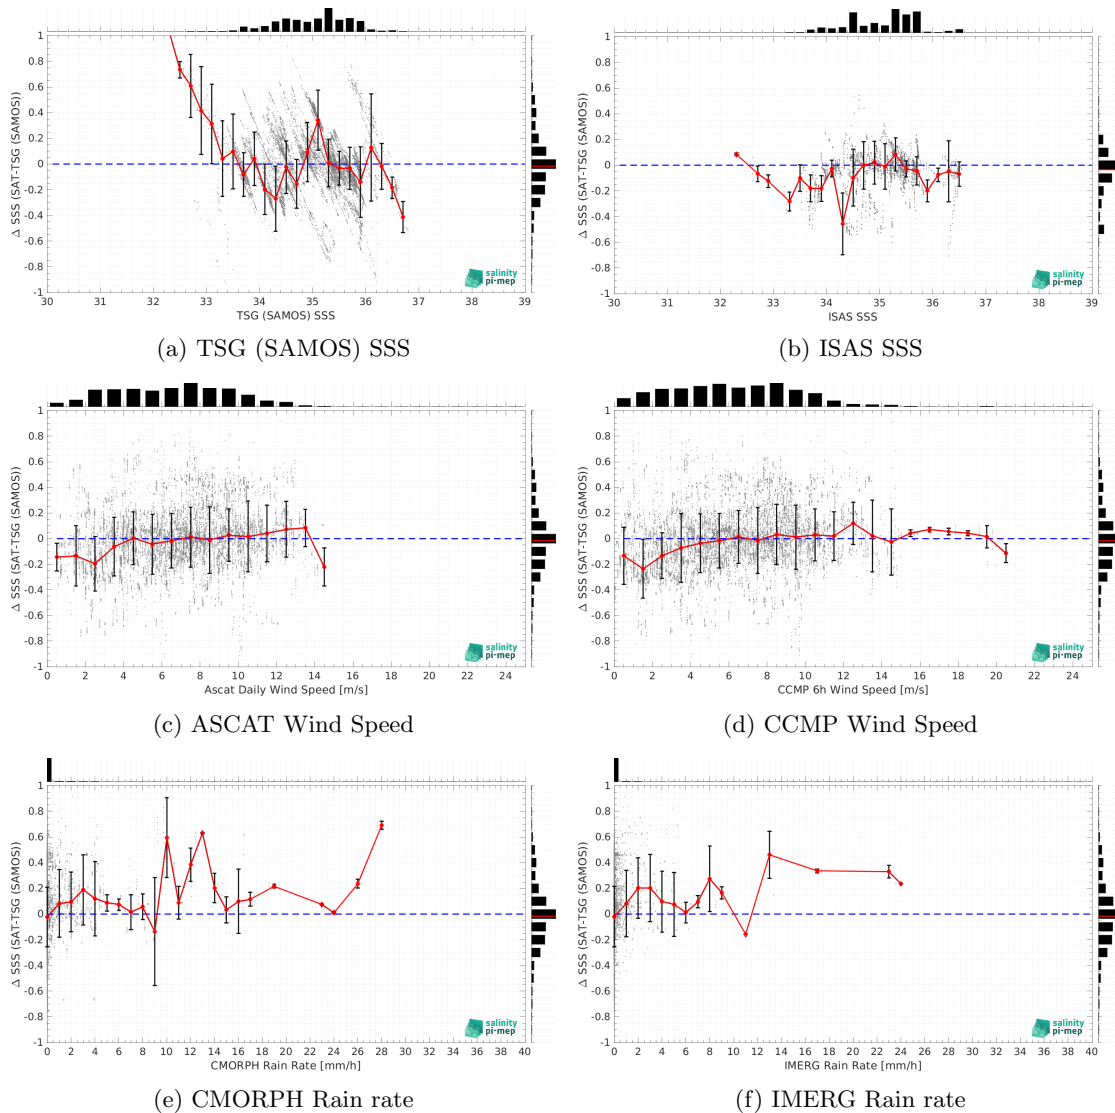 1
0.8
0.6
0.4
0.2
0
-0.2
-0.4
-0.6
-0.8
-1
Δ SSS (SAT-TSG (SAMOS))
30 31 32 33 34 35 36 37 38 39
TSG (SAMOS) SSS
salinity
pi-mep
(a) TSG (SAMOS) SSS
1
0.8
0.6
0.4
0.2
0
-0.2
-0.4
-0.6
-0.8
-1
Δ SSS (SAT-TSG (SAMOS))
30 31 32 33 34 35 36 37 38 39
ISAS SSS
salinity
pi-mep
(b) ISAS SSS
1
0.8
0.6
0.4
0.2
0
-0.2
-0.4
-0.6
-0.8
-1
Δ SSS (SAT-TSG (SAMOS))
0 2 4 6 8 10 12 14 16 18 20 22 24
Ascat Daily Wind Speed [m/s]
salinity
pi-mep
(c) ASCAT Wind Speed
1
0.8
0.6
0.4
0.2
0
-0.2
-0.4
-0.6
-0.8
-1
Δ SSS (SAT-TSG (SAMOS))
0 2 4 6 8 10 12 14 16 18 20 22 24
CCMP 6h Wind Speed [m/s]
salinity
pi-mep
(d) CCMP Wind Speed
1
0.8
0.6
0.4
0.2
0
-0.2
-0.4
-0.6
-0.8
-1
Δ SSS (SAT-TSG (SAMOS))
0 2 4 6 8 10 12 14 16 18 20 22 24 26 28 30 32 34 36 38 40
CMORPH Rain Rate [mm/h]
salinity
pi-mep
(e) CMORPH Rain rate
1
0.8
0.6
0.4
0.2
0
-0.2
-0.4
-0.6
-0.8
-1
Δ SSS (SAT-TSG (SAMOS))
0 2 4 6 8 10 12 14 16 18 20 22 24 26 28 30 32 34 36 38 40
IMERG Rain Rate [mm/h]
salinity
pi-mep
(f) IMERG Rain rate